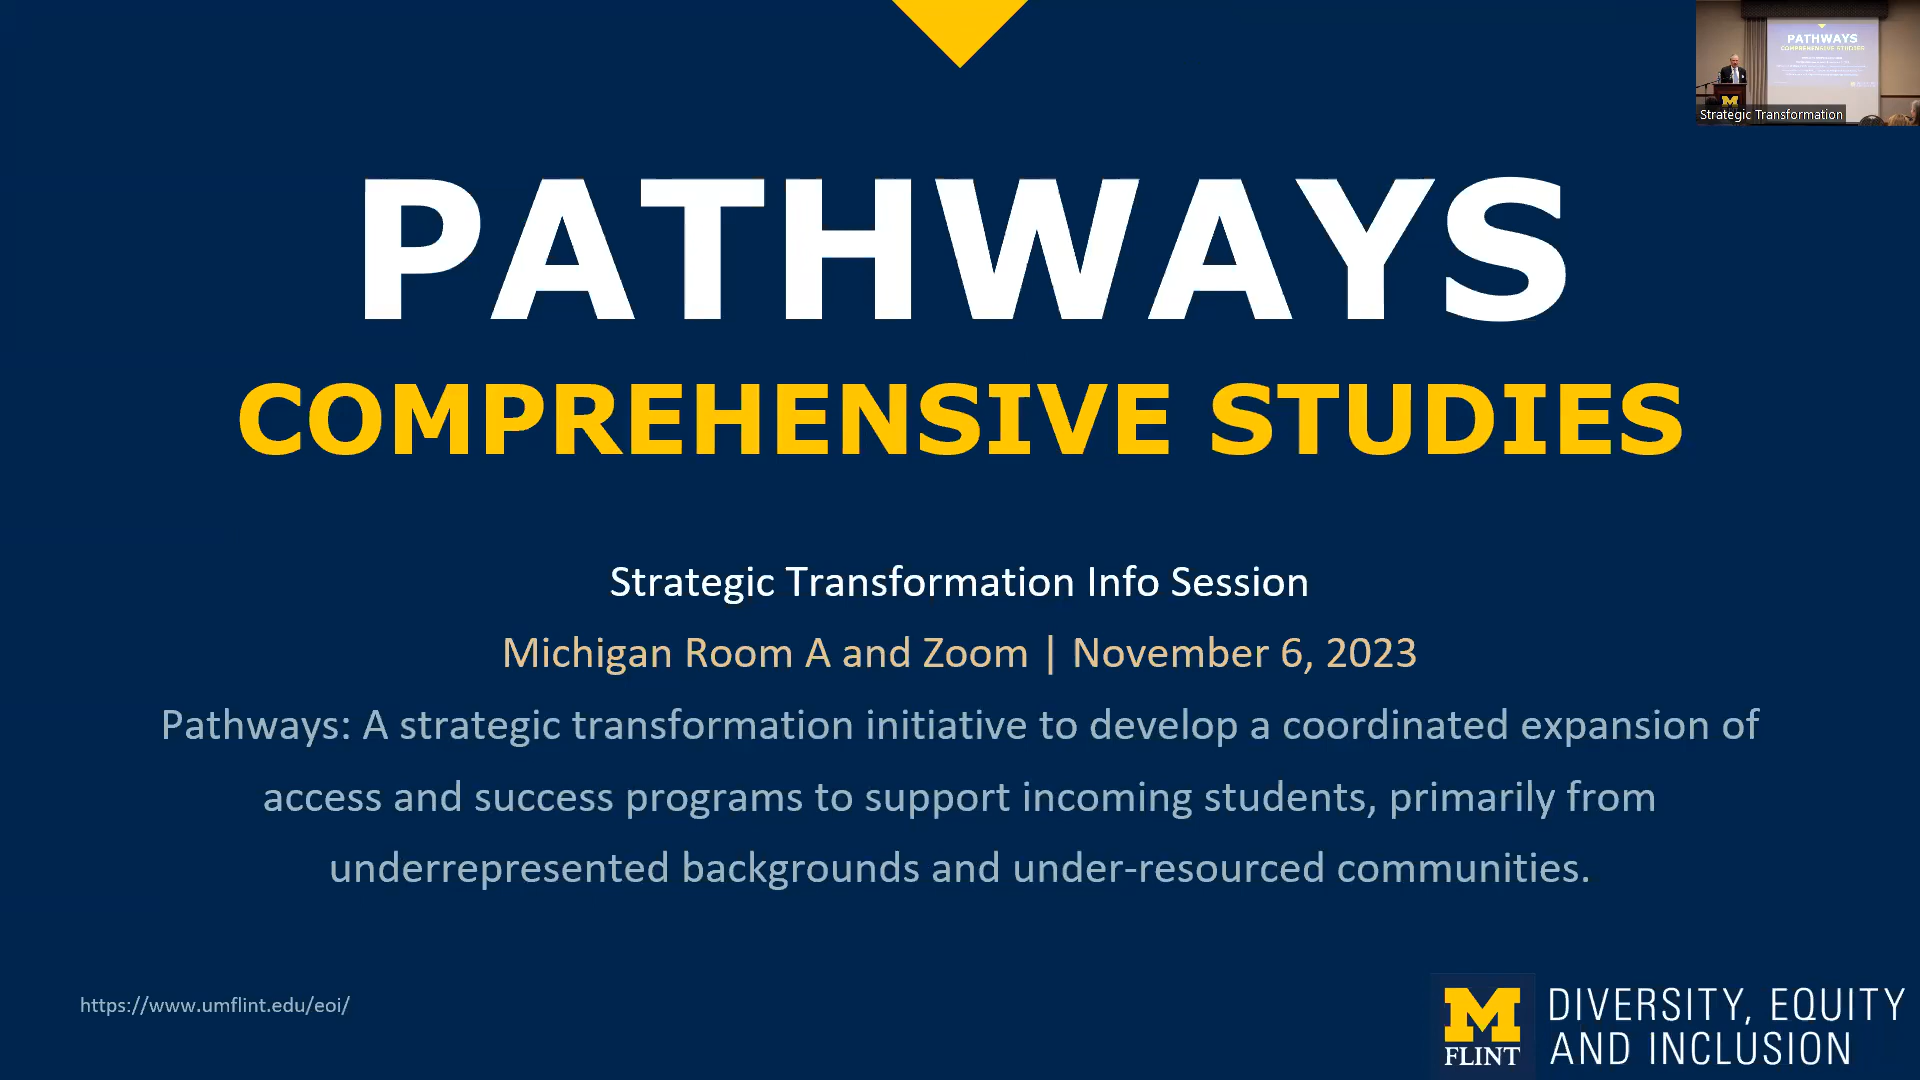 PATHWAYS
COMPREHENSIVE STUDIES
Strategic Transformation Info Session
Michigan Room A and Zoom | November 6, 2023
Pathways: A strategic transformation initiative to develop a coordinated expansion of
access and success programs to support incoming students, primarily from
underrepresented backgrounds and under-resourced communities.
https://www.umflint.edu/eoi/
M
FLINT
DIVERSITY, EQUITY
AND INCLUSION
PATHWAYS
COMPREHENSIVE STUDIES
M
Strategic Transformation